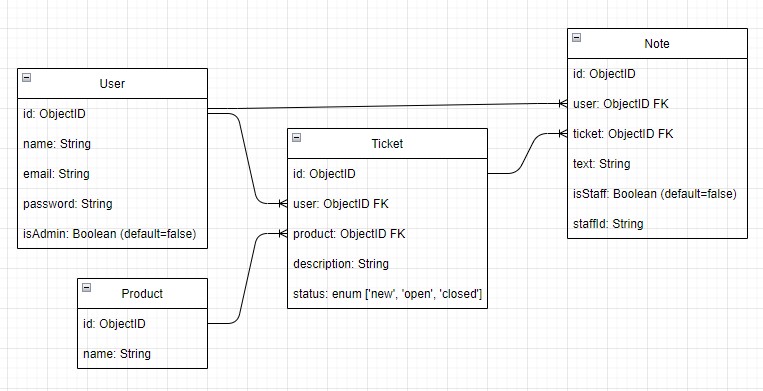 User
id: ObjectID
name: String
email: String
password: String
isAdmin: Boolean (default=false)
Product
id: ObjectID
name: String
Ticket
id: ObjectID
user: ObjectID FK
product: ObjectID FK
description: String
status: enum ['new', 'open', 'closed']
Note
id: ObjectID
user: ObjectID FK
ticket: ObjectID FK
text: String
isStaff: Boolean (default=false)
staffId: String